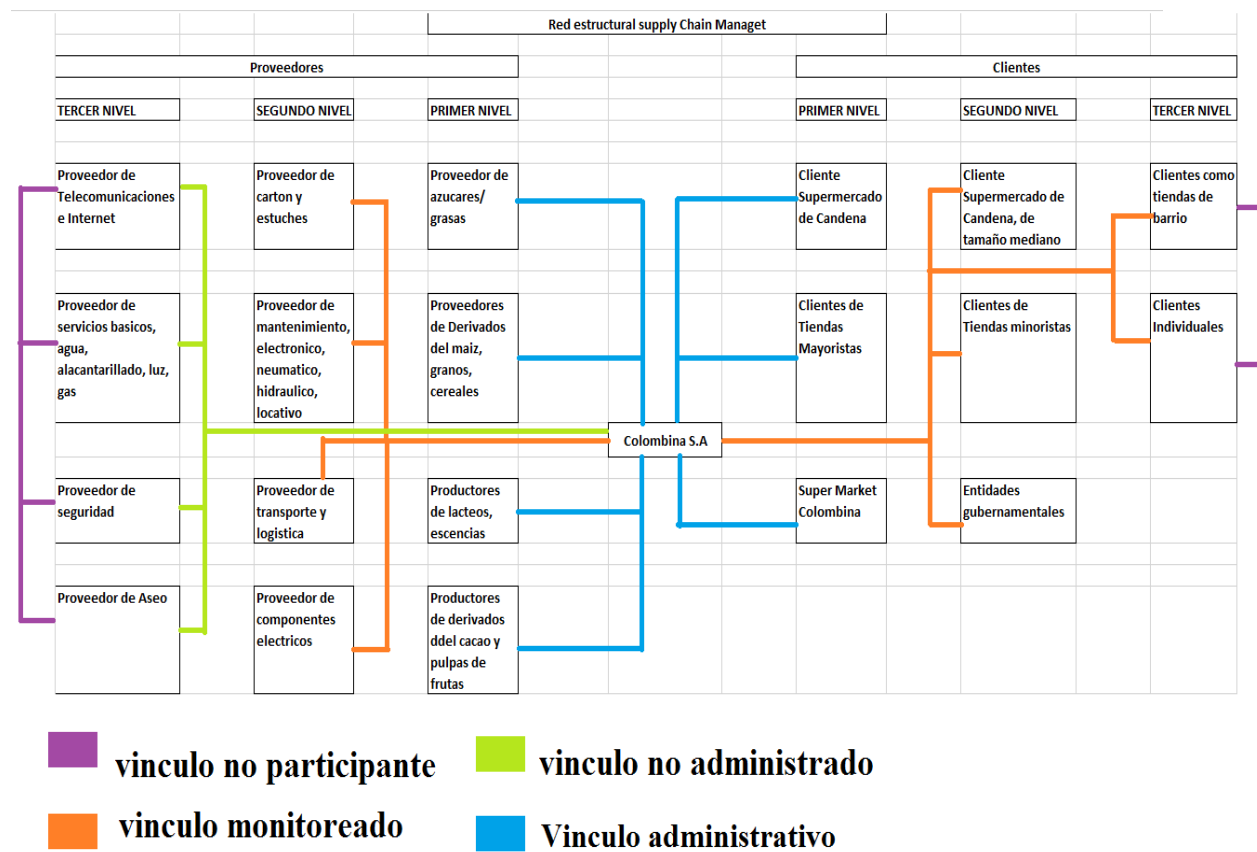 Red estructural supply Chain Managet
Proveedores
Clientes
TERCER NIVEL
SEGUNDO NIVEL
PRIMER NIVEL
PRIMER NIVEL
SEGUNDO NIVEL
TERCER NIVEL
Proveedor de
Telecomunicaciones
e Internet
Proveedor de
carton y
estuches
Proveedor de
azucares/
grasas
Cliente
Supermercado
de Candena
Cliente
Supermercado de
Candena, de
tamaño mediano
Clientes como
tiendas de
barrio
Proveedor de
servicios basicos,
agua,
alacantarillado, luz,
gas
Proveedor de
mantenimiento,
electronico,
neumatico,
hidraulico,
locativo
Proveedores
de Derivados
del maiz,
granos,
cereales
Clientes de
Tiendas
Mayoristas
Clientes de
Tiendas minoristas
Clientes
Individuales
Colombina S.A
Proveedor de
seguridad
Proveedor de
transporte y
logistica
Productores
de lacteos,
escencias
Super Market
Colombina
Entidades
gubernamentales
Proveedor de Aseo
Proveedor de
componentes
electricos
Productores
de derivados
ddel cacao y
pulpas de
frutas
vinculo no participante
vinculo no administrado
vinculo monitoreado
Vinculo administrativo